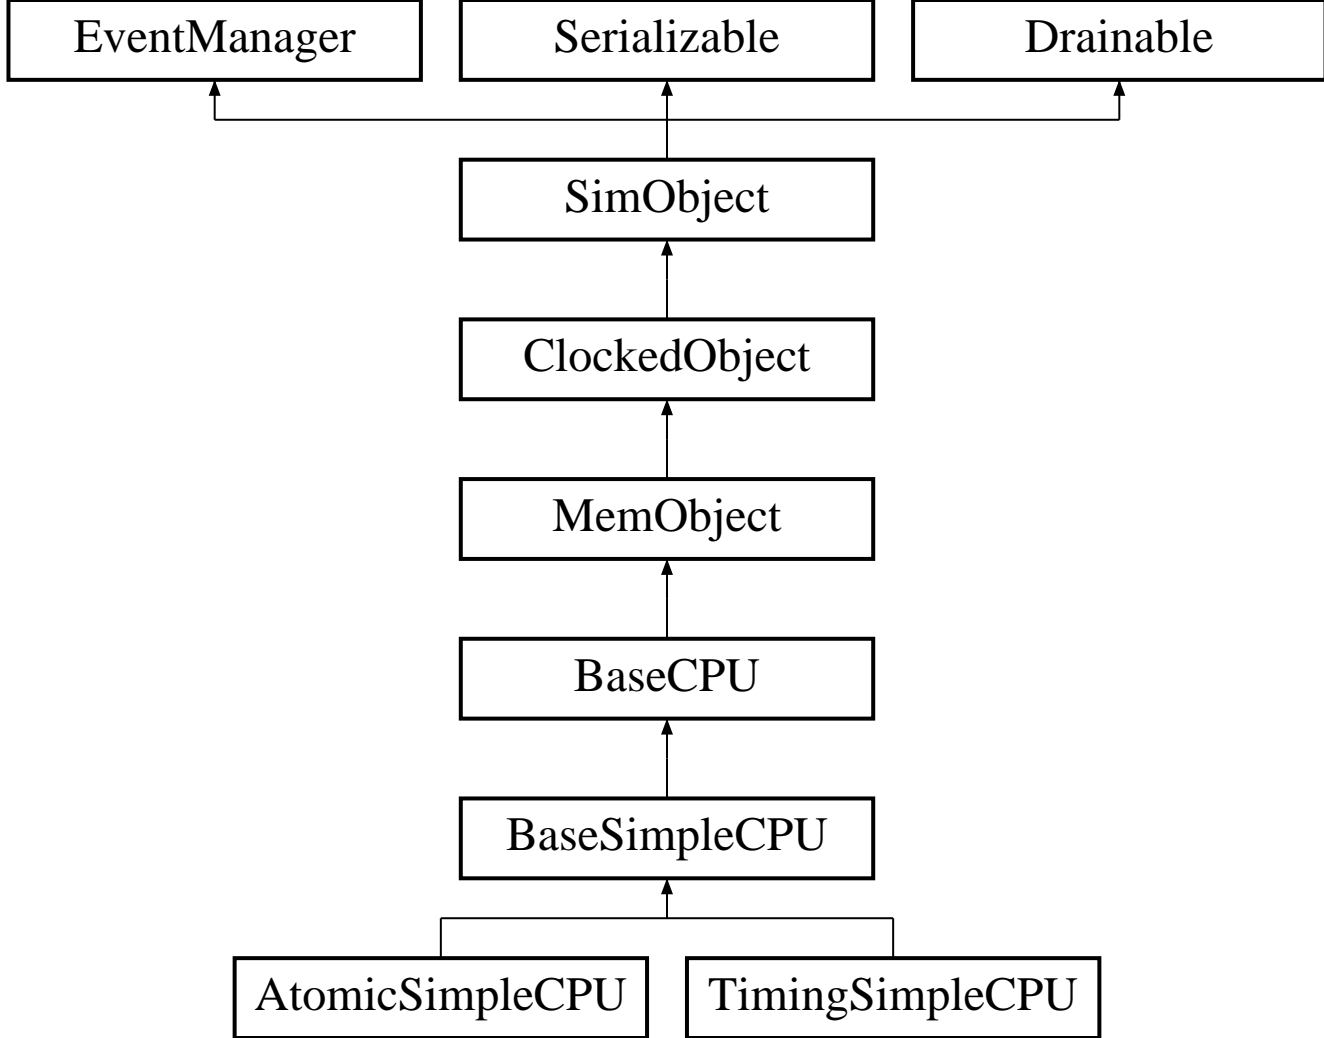 EventManager
Serializable
Drainable
SimObject
ClockedObject
MemObject
BaseCPU
BaseSimpleCPU
AtomicSimpleCPU
TimingSimpleCPU